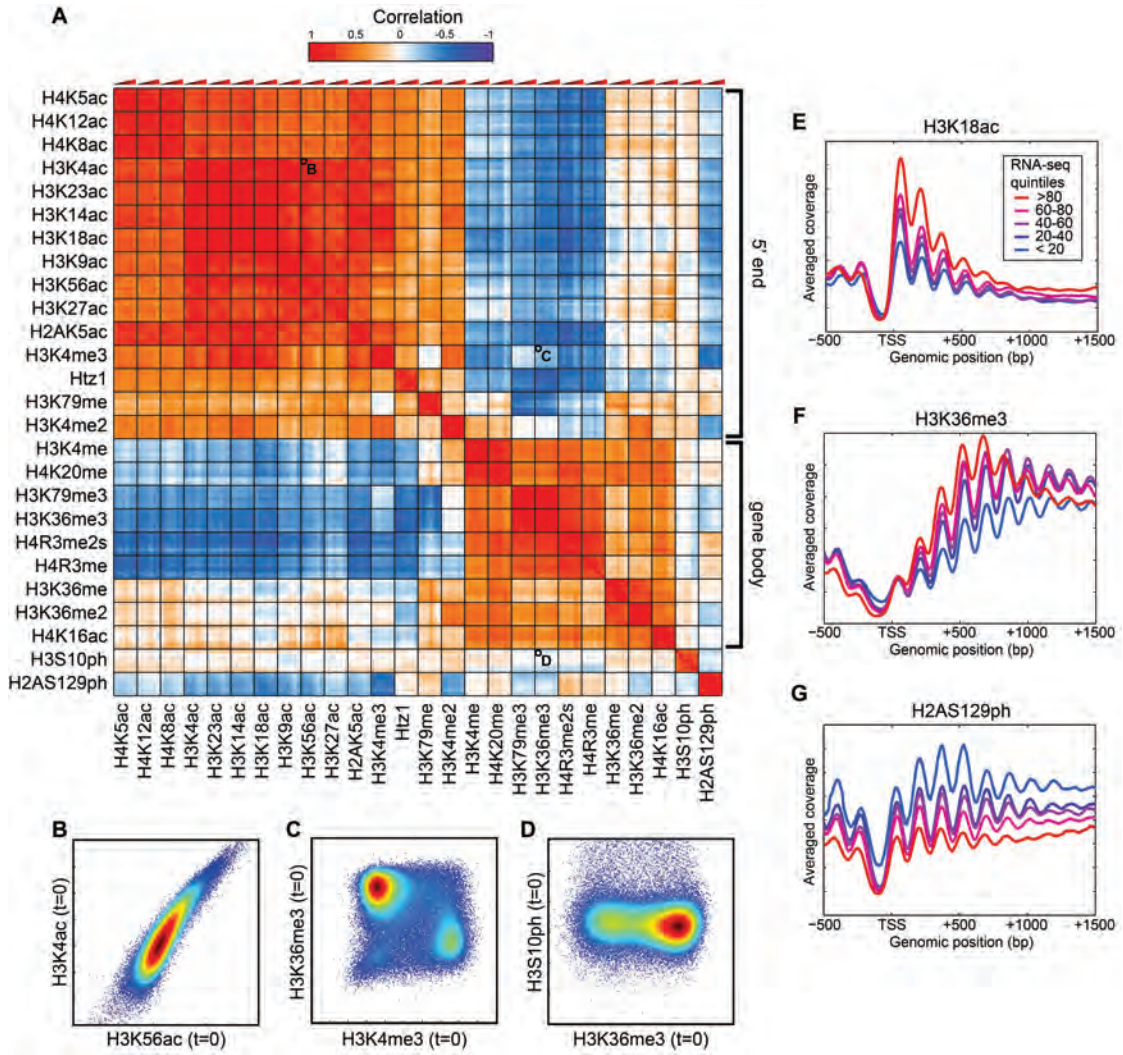 A
Correlation
1 0.5 0 -0.5 -1
H4K5ac
H4K12ac
H4K8ac
H3K4ac
H3K23ac
H3K14ac
H3K18ac
H3K9ac
H3K56ac
H3K27ac
H2AK5ac
H3K4me3
Htz1
H3K79me
H3K4me2
H3K4me
H4K20me
H3K79me3
H3K36me3
H4R3me2s
H4R3me
H3K36me
H3K36me2
H4K16ac
H3S10ph
H2AS129ph
B
C
D
5' end
gene body
H4K5ac
H4K12ac
H4K8ac
H3K4ac
H3K23ac
H3K14ac
H3K18ac
H3K9ac
H3K56ac
H3K27ac
H2AK5ac
H3K4me3
Htz1
H3K79me
H3K4me2
H3K4me
H4K20me
H3K79me3
H3K36me3
H4R3me2s
H4R3me
H3K36me
H3K36me2
H4K16ac
H3S10ph
H2AS129ph
B
H3K4ac (t=0)
H3K56ac (t=0)
C
H3K36me3 (t=0)
H3K4me3 (t=0)
D
H3S10ph (t=0)
H3K36me3 (t=0)
E
H3K18ac
Averaged coverage
RNA-seq
quintiles
>80
60-80
40-60
20-40
< 20
-500 TSS +500 +1000 +1500
Genomic position (bp)
F
H3K36me3
Averaged coverage
-500 TSS +500 +1000 +1500
Genomic position (bp)
G
H2AS129ph
Averaged coverage
-500 TSS +500 +1000 +1500
Genomic position (bp)